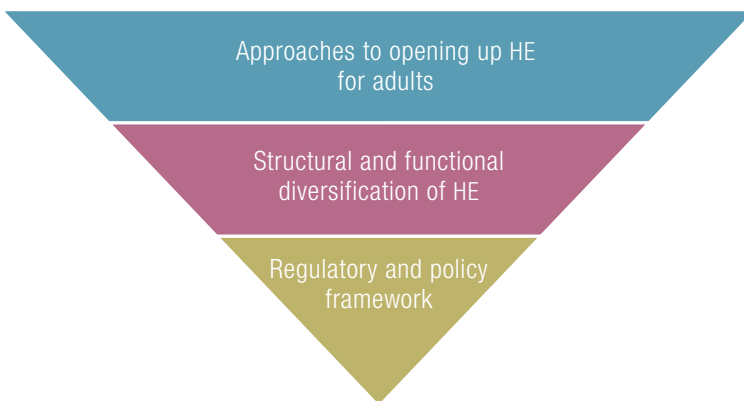 Approaches to opening up HE
for adults
Structural and functional
diversification of HE
Regulatory and policy
framework